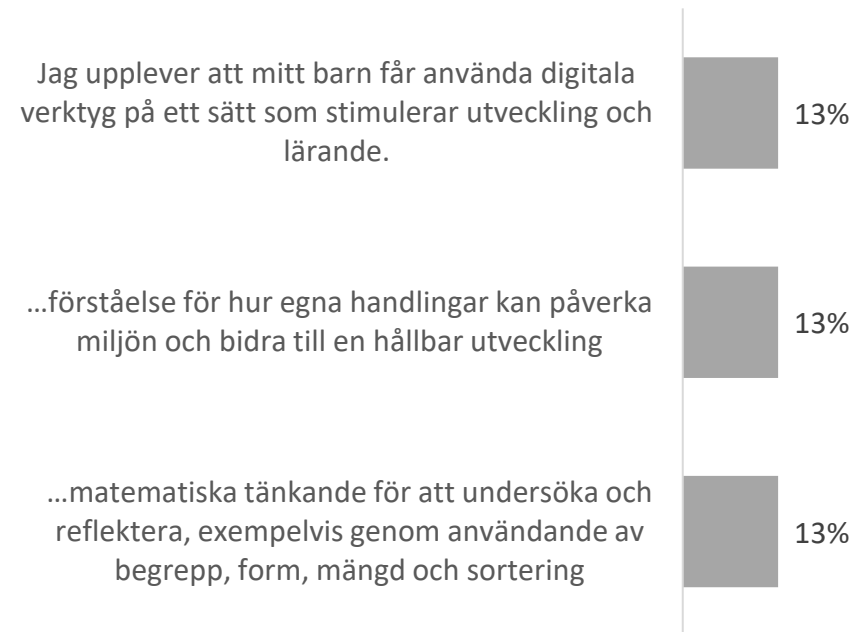 Jag upplever att mitt barn får använda digitala
verktyg på ett sätt som stimulerar utveckling och
lärande.
13%
…förståelse för hur egna handlingar kan påverka
miljön och bidra till en hållbar utveckling
13%
…matematiska tänkande för att undersöka och
reflektera, exempelvis genom användande av
begrepp, form, mängd och sortering
13%